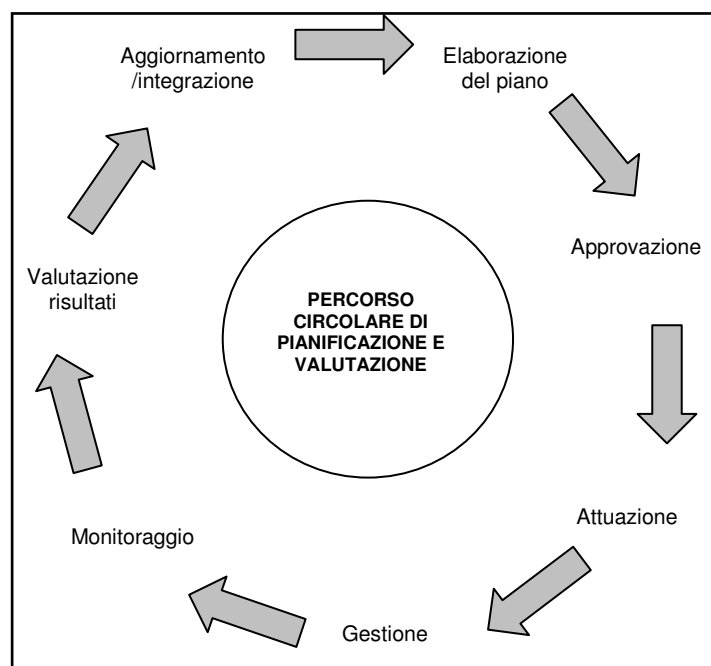 Aggiornamento
/integrazione
Elaborazione
del piano
Approvazione
Attuazione
Gestione
Monitoraggio
Valutazione
risultati
PERCORSO
CIRCOLARE DI
PIANIFICAZIONE E
VALUTAZIONE